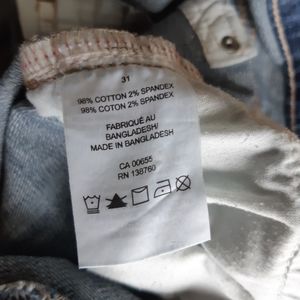 31
98% COTTON 2% SPANDEX
98% COTON 2% SPANDEX
FABRIQUÉ AU
BANGLADESH/
MADE IN BANGLADESH
CA 00655
RN 138760